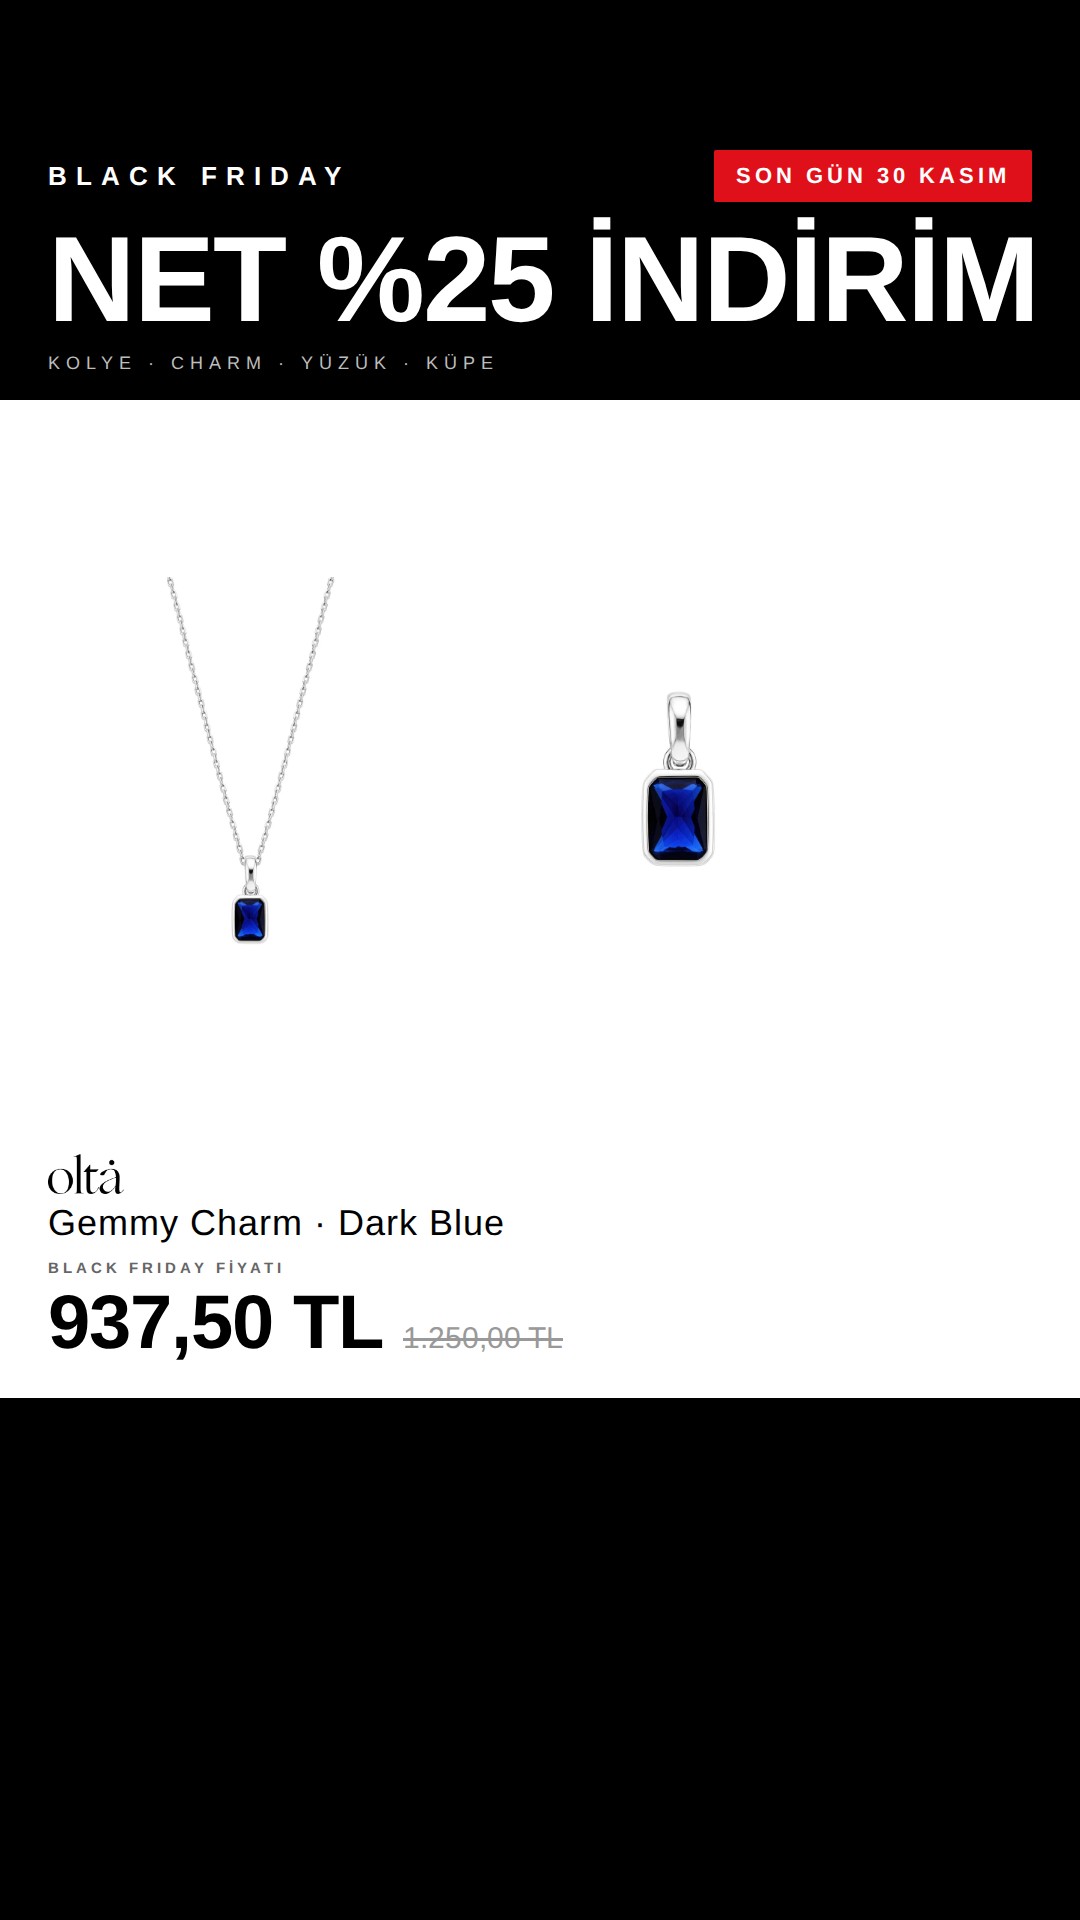 BLACK FRIDAY
SON GÜN 30 KASIM
NET %25 İNDİRİM
KOLYE · CHARM · YÜZÜK · KÜPE
oltȧ
Gemmy Charm · Dark Blue
BLACK FRIDAY FİYATI
937,50 TL 1.250,00 TL